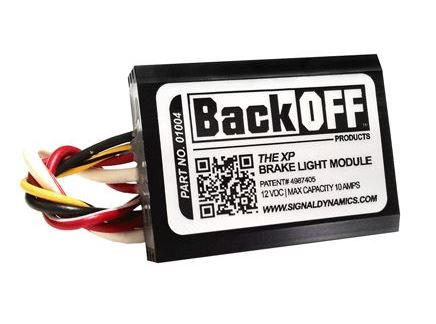 PART NO. 01004
BackOFF
PRODUCTS
THE XP
BRAKE LIGHT MODULE
PATENT# 4987405
12 VDC | MAX CAPACITY 10 AMPS
WWW.SIGNALDYNAMICS.COM